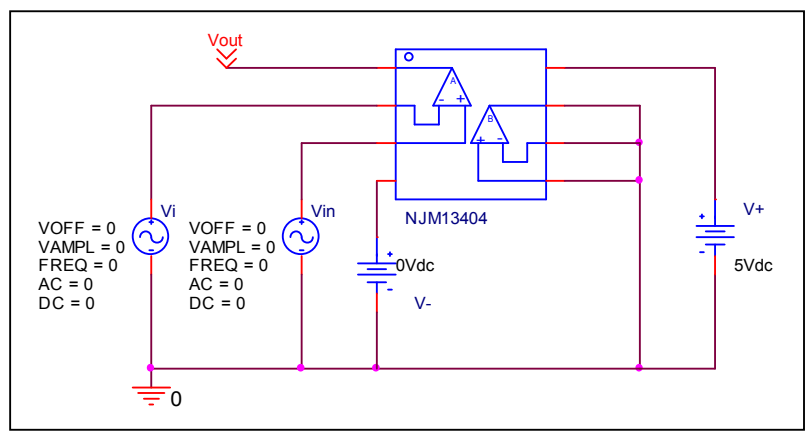 Vout
A
- +
B
+ -
NJM13404
+
Vi
-
VOFF = 0
VAMPL = 0
FREQ = 0
AC = 0
DC = 0
+
Vin
-
VOFF = 0
VAMPL = 0
FREQ = 0
AC = 0
DC = 0
+
0Vdc
-
V-
V+
+
-
5Vdc
0